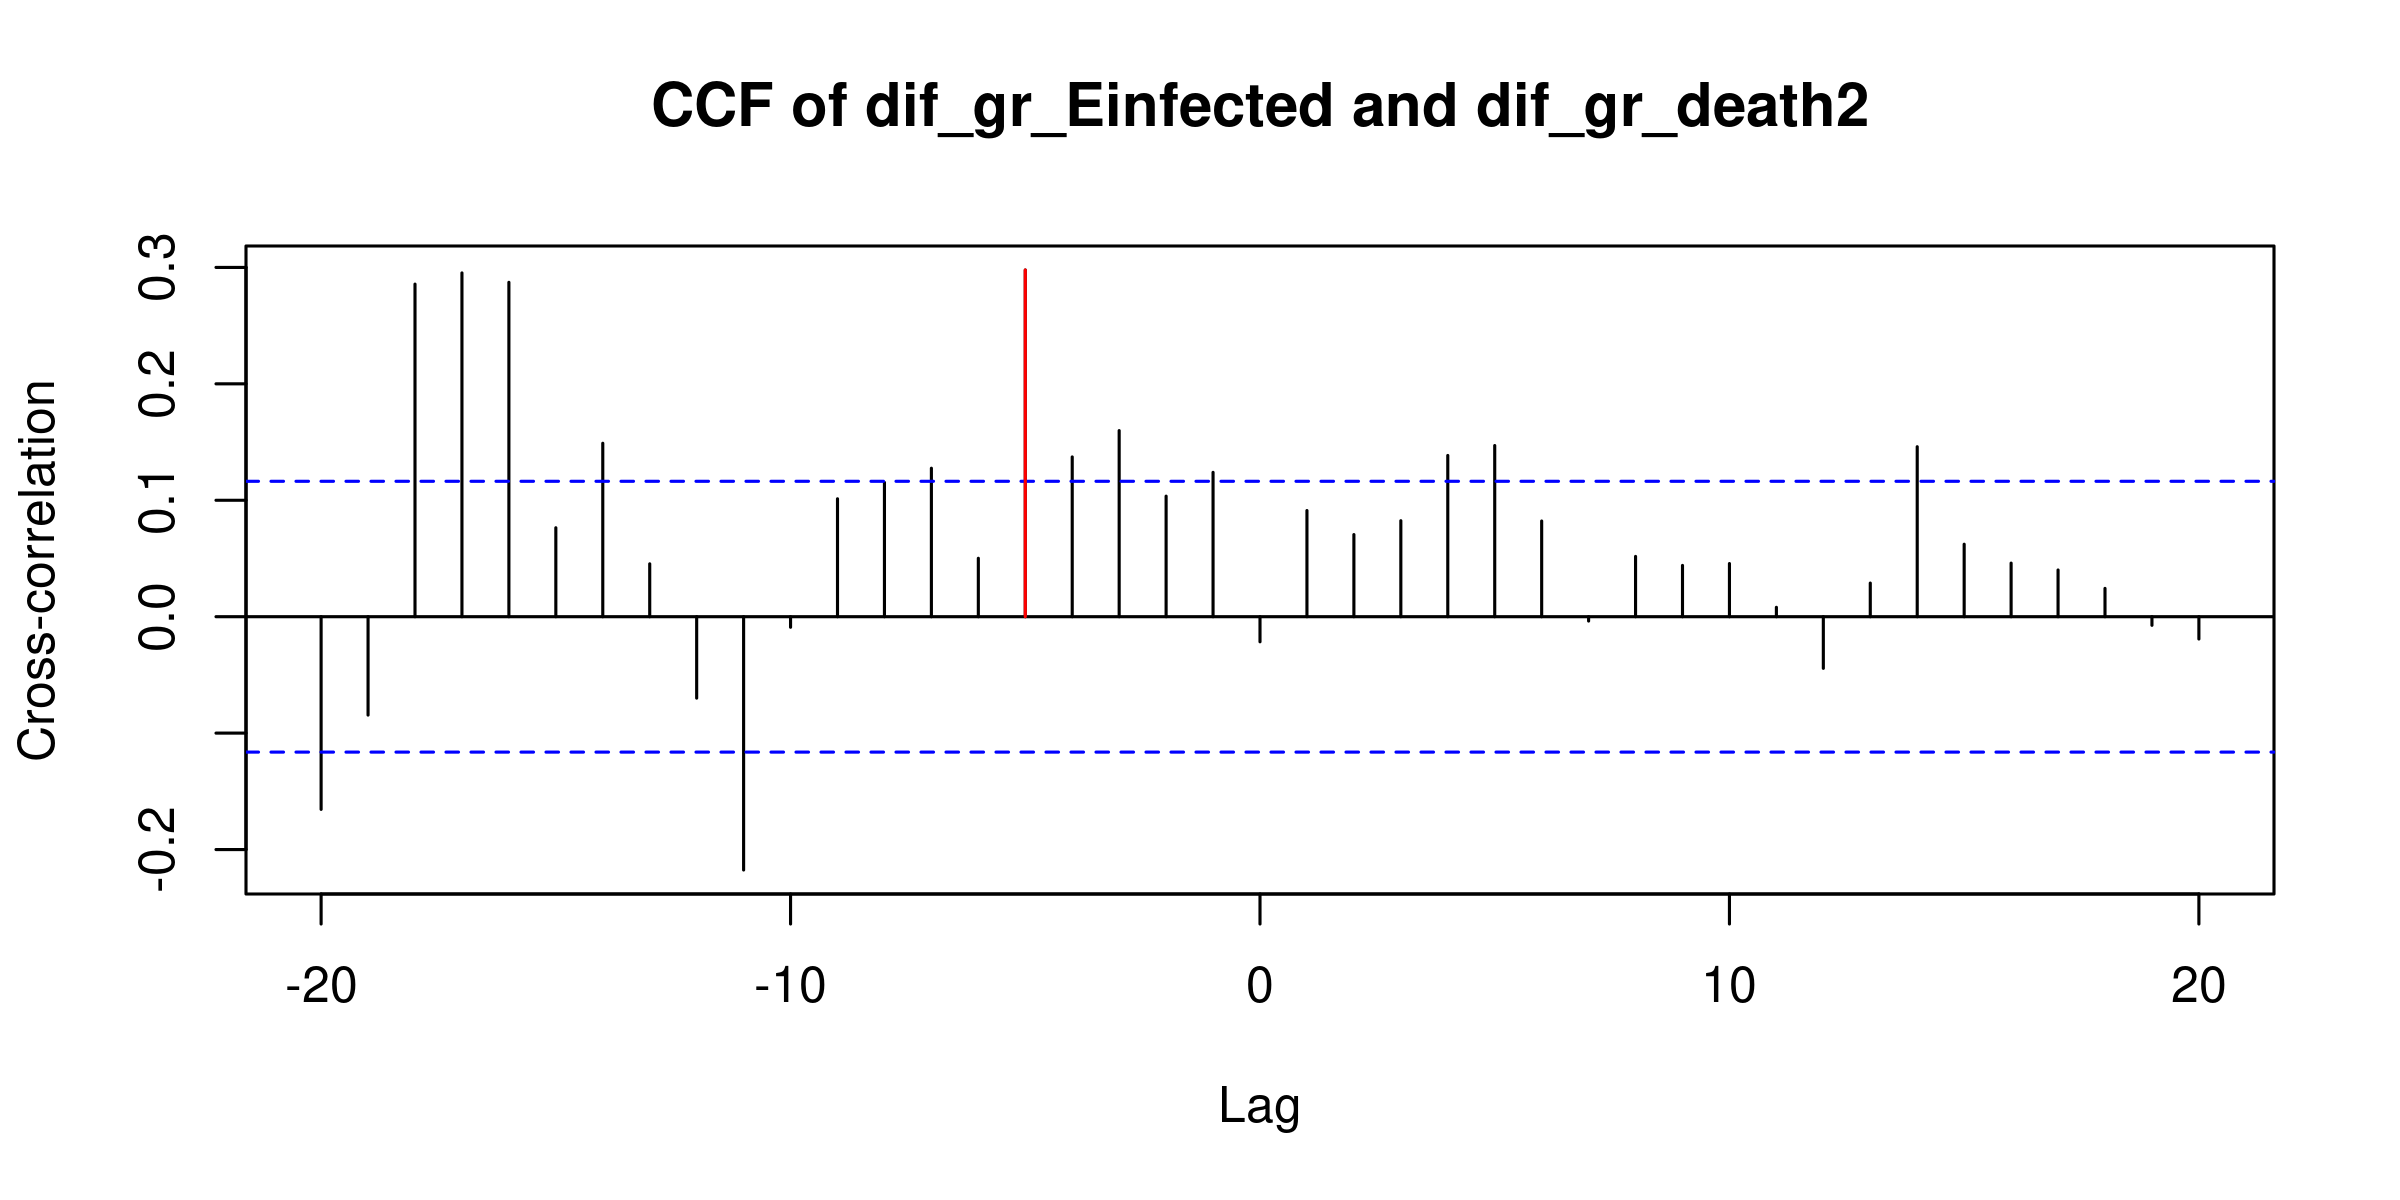 CCF of dif_gr_Einfected and dif_gr_death2
Cross-correlation
0.3
0.2
0.1
0.0
-0.2
-20 -10 0 10 20
Lag